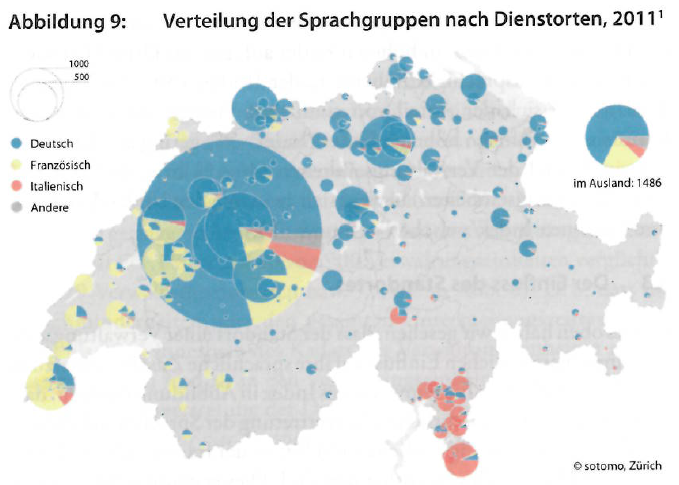 Abbildung 9: Verteilung der Sprachgruppen nach Dienstorten, 2011¹
1000
500
Deutsch
Französisch
Italienisch
Andere
im Ausland: 1486
© sotomo, Zürich